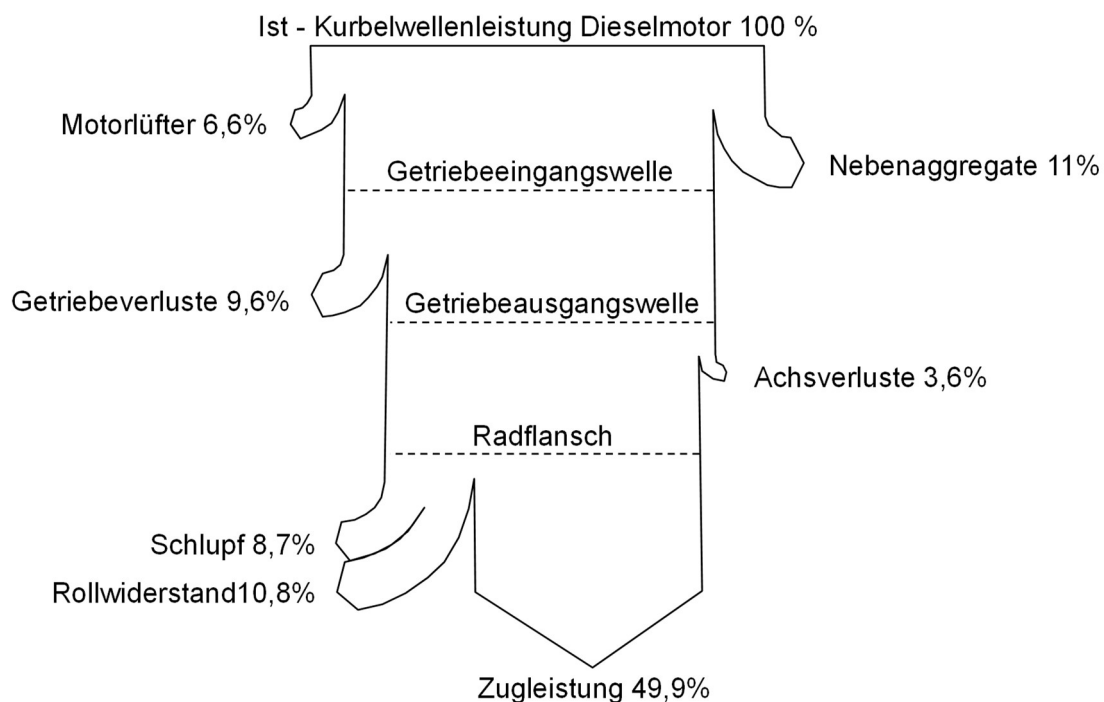 Ist - Kurbelwellenleistung Dieselmotor 100 %
Motorlüfter 6,6%
Nebenaggregate 11%
Getriebeeingangswelle
Getriebeverluste 9,6%
Getriebeausgangswelle
Achsverluste 3,6%
Radflansch
Schlupf 8,7%
Rollwiderstand10,8%
Zugleistung 49,9%